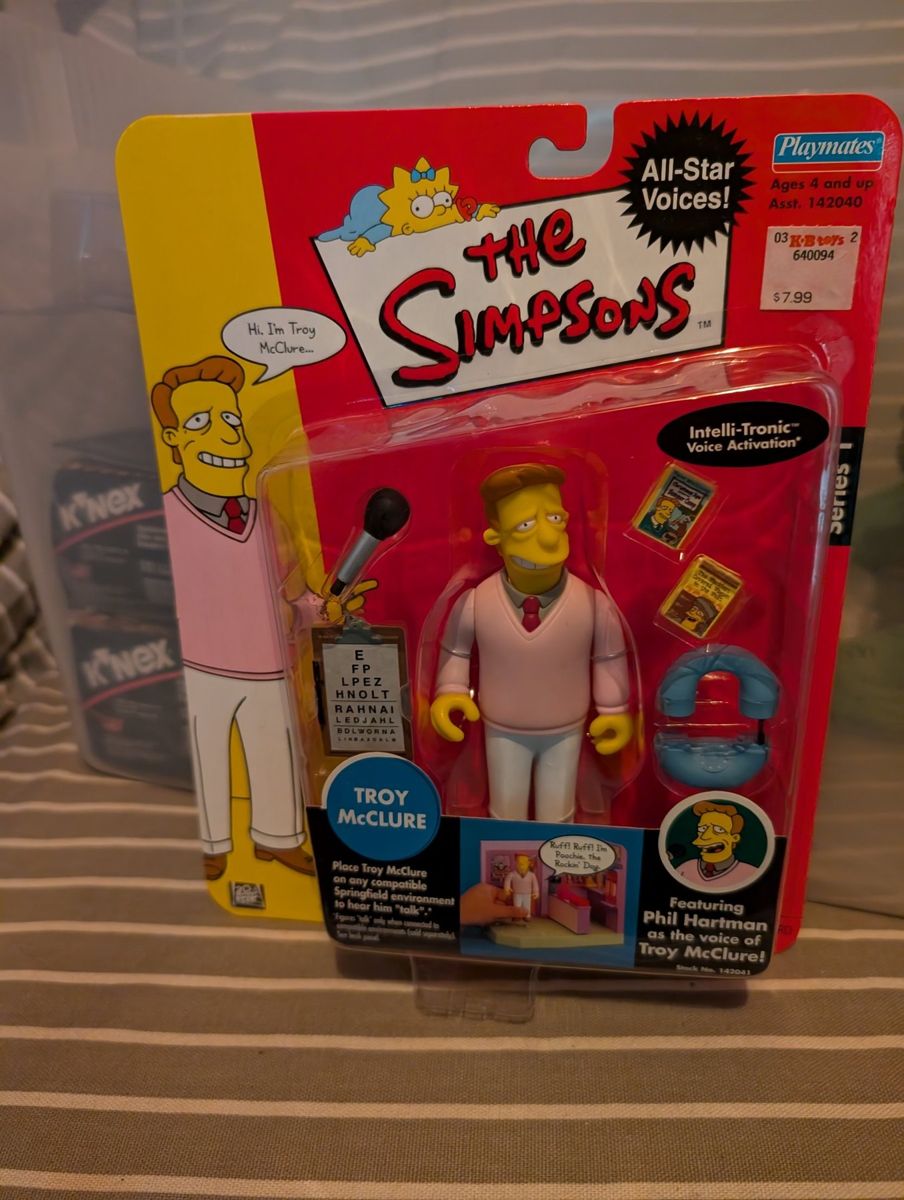 All-Star
Voices!
Playmates®
Ages 4 and up
Asst. 142040
03 K•B toys 2
640094
$7.99
THE
SIMPSONS
TM
Hi, I'm Troy
McClure...
Intelli-Tronic™
Voice Activation*
Series 1
K'NEX
K'NEX
E
FP
LPEZ
HNOLT
RAHNAI
LEDJAHL
BDLWORNA
TROY
McCLURE
Place Troy McClure
on any compatible
Springfield environment
to hear him "talk".*
Ruff! Ruff! I'm
Poochie, the
Rockin' Dog.
Featuring
Phil Hartman
as the voice of
Troy McClure!
Stock No. 142041